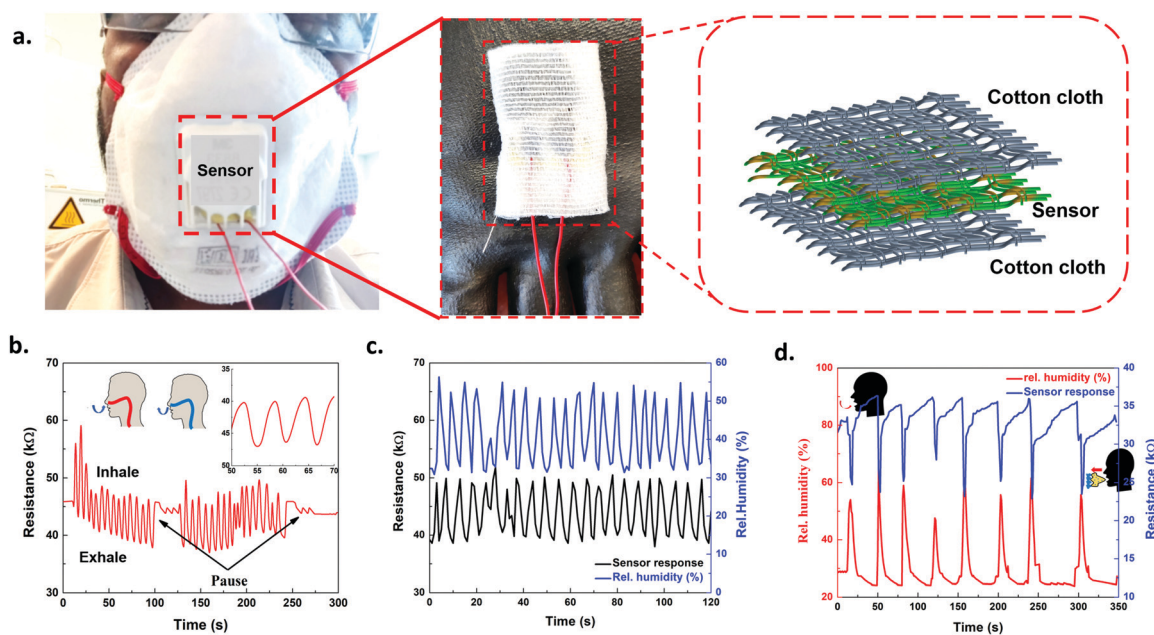 a.
Sensor
Thermo
Cotton cloth
Sensor
Cotton cloth
b.
70
60
50
40
30
Resistance (kΩ)
Inhale
Exhale
Pause
35
40
45
50
50 60 70
0 50 100 150 200 250 300
Time (s)
c.
70
60
50
40
30
Resistance (kΩ)
60
50
40
30
20
10
0
Rel.Humidity (%)
Sensor response
Rel. humidity (%)
0 20 40 60 80 100 120
Time (s)
d.
100
80
60
40
20
Rel. humidity (%)
rel. humidity (%)
Sensor response
40
35
30
25
20
15
10
Resistance (kΩ)
0 50 100 150 200 250 300 350
Time (s)